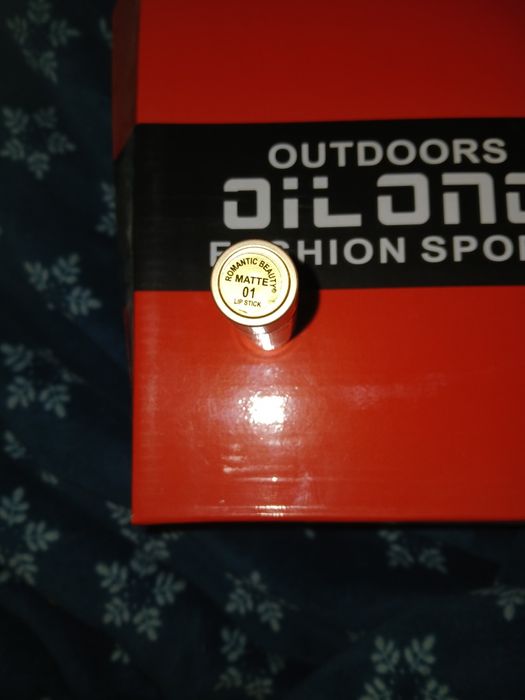 OUTDOORS
OILONG
FASHION SPO
ROMANTIC BEAUTY®
MATTE
01
LIP STICK